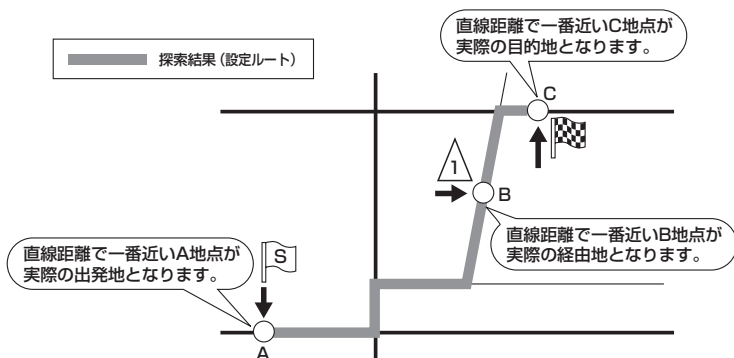 直線距離で一番近いC地点が
実際の目的地となります。
探索結果（設定ルート）
C
1
B
直線距離で一番近いB地点が
実際の経由地となります。
直線距離で一番近いA地点が
実際の出発地となります。
S
A